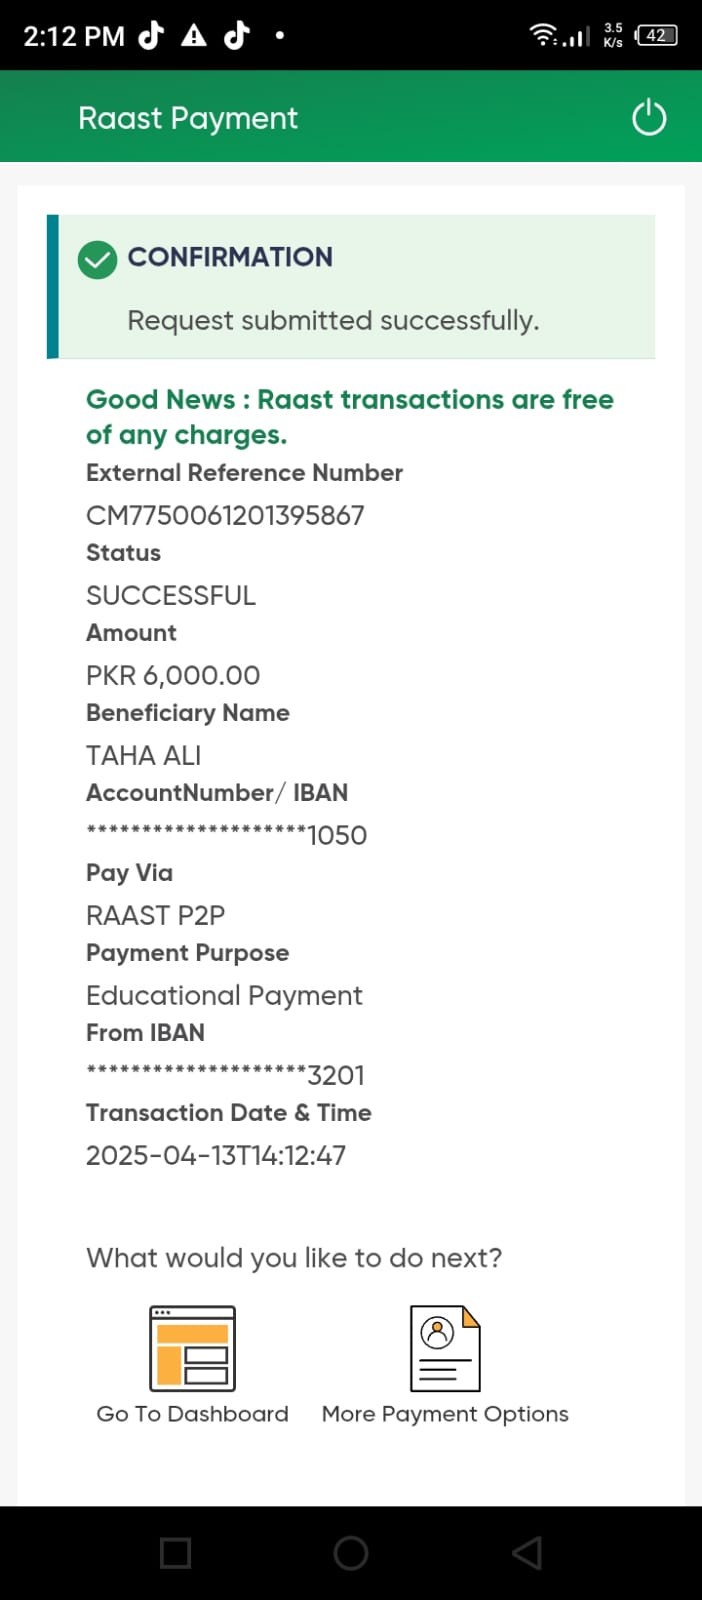 2:12 PM
3.5
K/s
42
Raast Payment
CONFIRMATION
Request submitted successfully.
Good News : Raast transactions are free
of any charges.
External Reference Number
CM7750061201395867
Status
SUCCESSFUL
Amount
PKR 6,000.00
Beneficiary Name
TAHA ALI
AccountNumber/ IBAN
********************1050
Pay Via
RAAST P2P
Payment Purpose
Educational Payment
From IBAN
********************3201
Transaction Date & Time
2025-04-13T14:12:47
What would you like to do next?
Go To Dashboard
More Payment Options